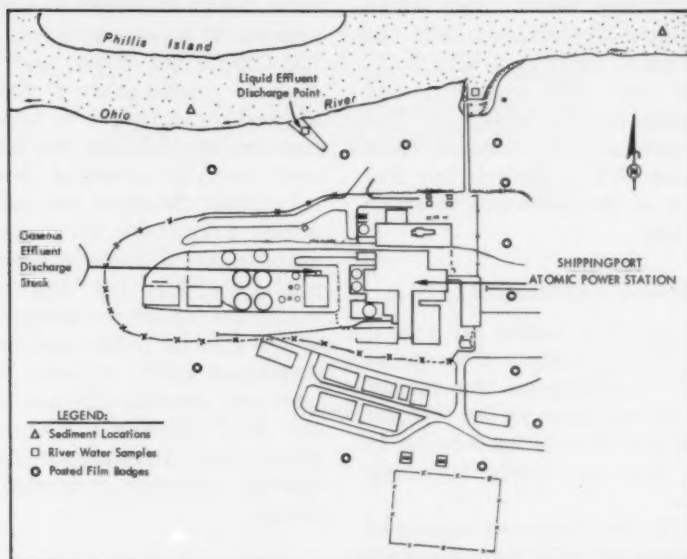 Phillis Island
Liquid Effluent
Discharge Point
Ohio
River
Gaseous
Effluent
Discharge
Stack
SHIPPINGPORT
ATOMIC POWER STATION
LEGEND:
Sediment Locations
River Water Samples
Posted Film Badges